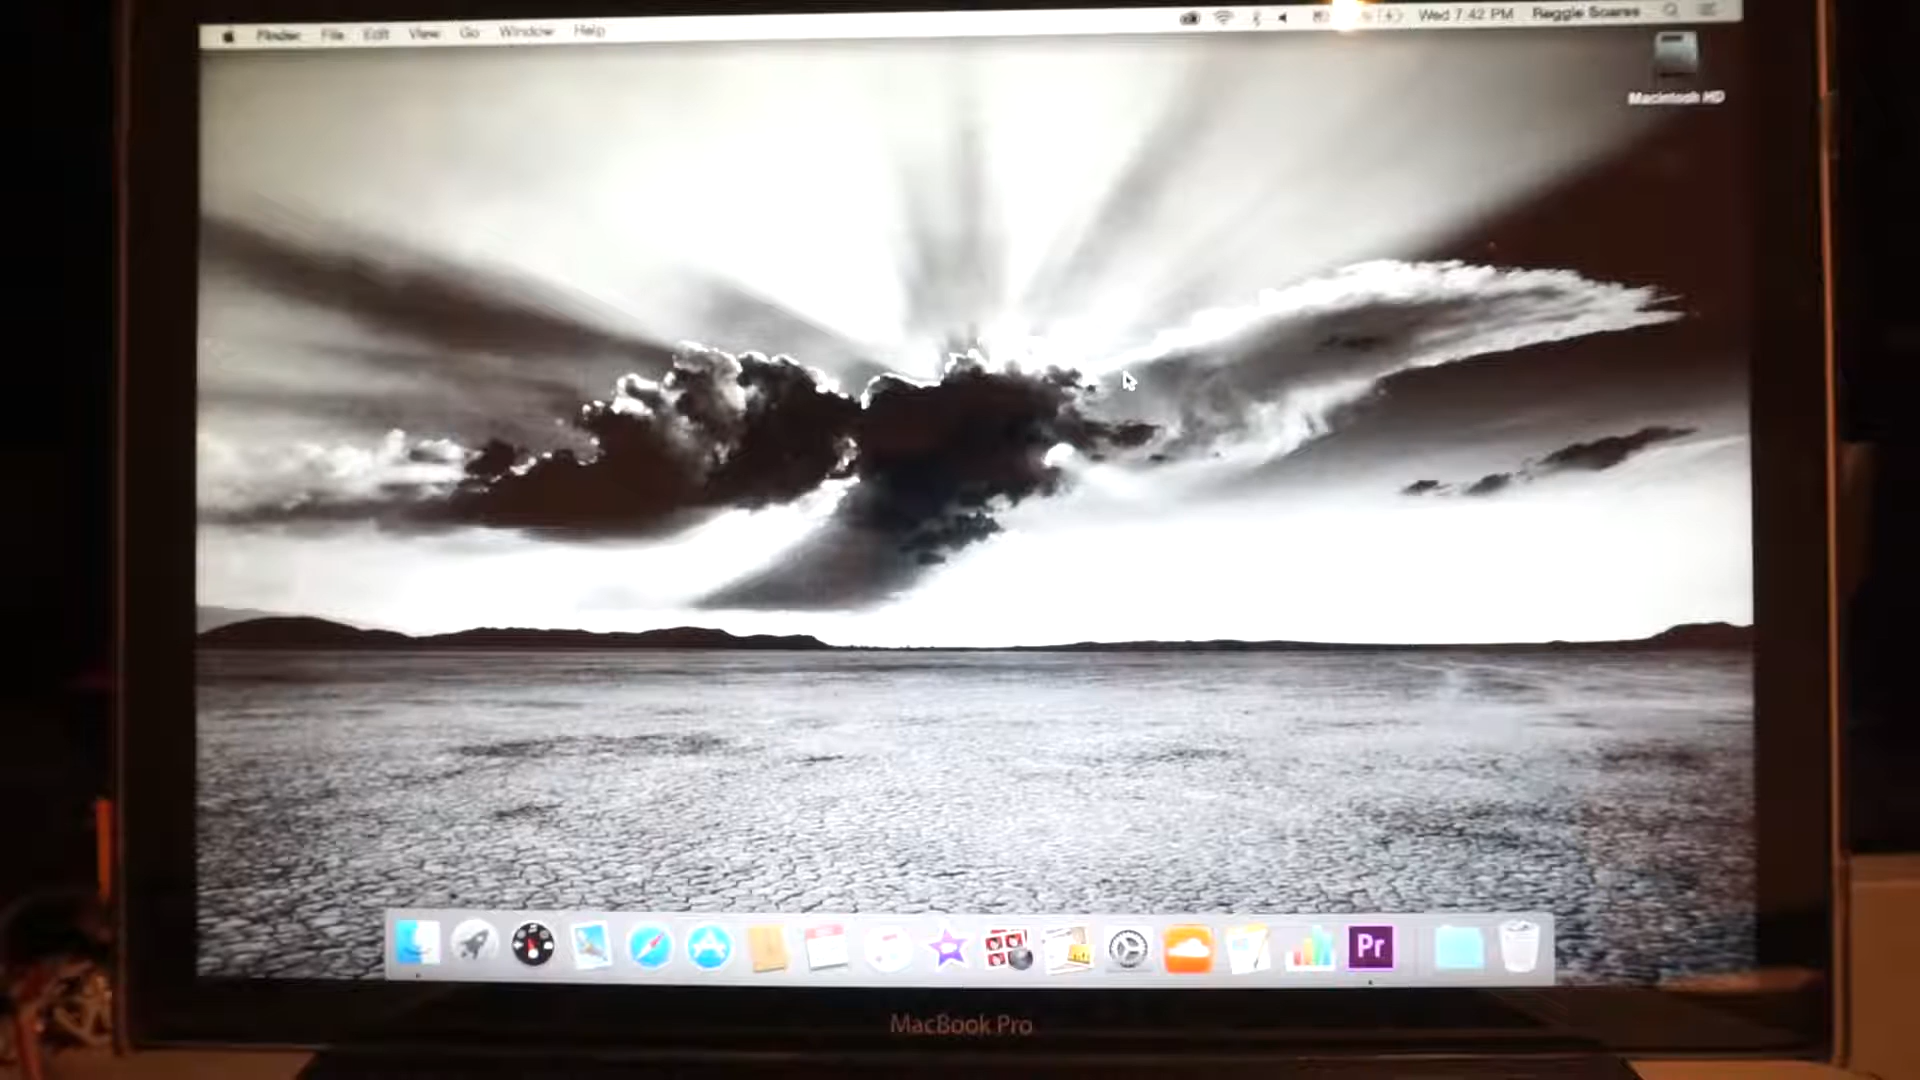 Finder File Edit View Go Window Help Wed 7:42 PM Reggie Soares
Macintosh HD
Pr
MacBook Pro